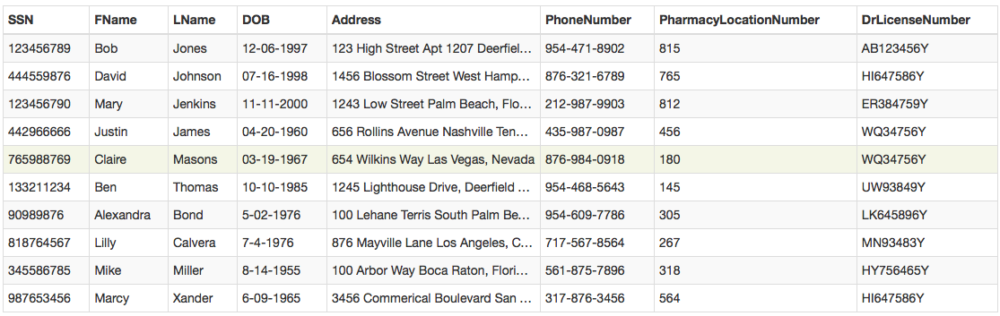 SSN FName LName DOB Address PhoneNumber PharmacyLocationNumber DrLicenseNumber
123456789 Bob Jones 12-06-1997 123 High Street Apt 1207 Deerfiel... 954-471-8902 815 AB123456Y
444559876 David Johnson 07-16-1998 1456 Blossom Street West Hamp... 876-321-6789 765 HI647586Y
123456790 Mary Jenkins 11-11-2000 1243 Low Street Palm Beach, Flo... 212-987-9903 812 ER384759Y
442966666 Justin James 04-20-1960 656 Rollins Avenue Nashville Ten... 435-987-0987 456 WQ34756Y
765988769 Claire Masons 03-19-1967 654 Wilkins Way Las Vegas, Nevada 876-984-0918 180 WQ34756Y
133211234 Ben Thomas 10-10-1985 1245 Lighthouse Drive, Deerfield ... 954-468-5643 145 UW93849Y
90989876 Alexandra Bond 5-02-1976 100 Lehane Terris South Palm Be... 954-609-7786 305 LK645896Y
818764567 Lilly Calvera 7-4-1976 876 Mayville Lane Los Angeles, C... 717-567-8564 267 MN93483Y
345586785 Mike Miller 8-14-1955 100 Arbor Way Boca Raton, Flori... 561-875-7896 318 HY756465Y
987653456 Marcy Xander 6-09-1965 3456 Commerical Boulevard San ... 317-876-3456 564 HI647586Y